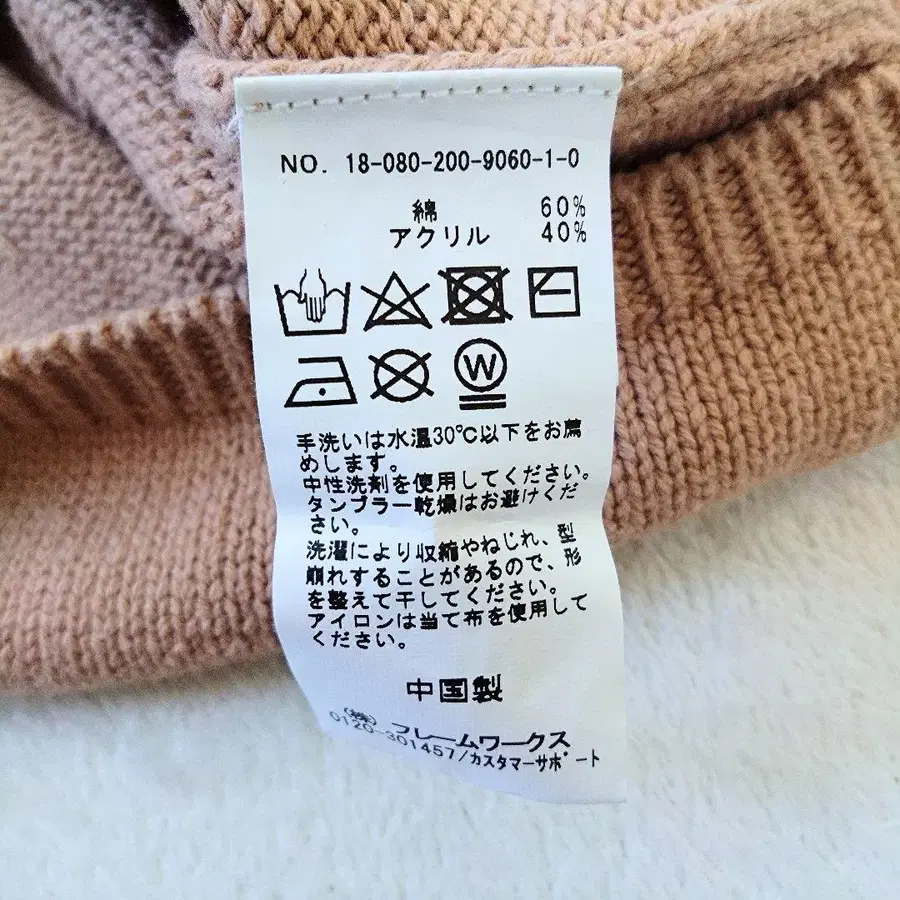 NO. 18-080-200-9060-1-0
綿 60%
アクリル 40%
W
手洗いは水温30℃以下をお薦
めします。
中性洗剤を使用してください。
タンブラー乾燥はお避けくだ
さい。
洗濯により収縮やねじれ、型
崩れすることがあるので、形
を整えて干してください。
アイロンは当て布を使用して
ください。
中国製
(株)フレームワークス
0120-301457/カスタマーサポート